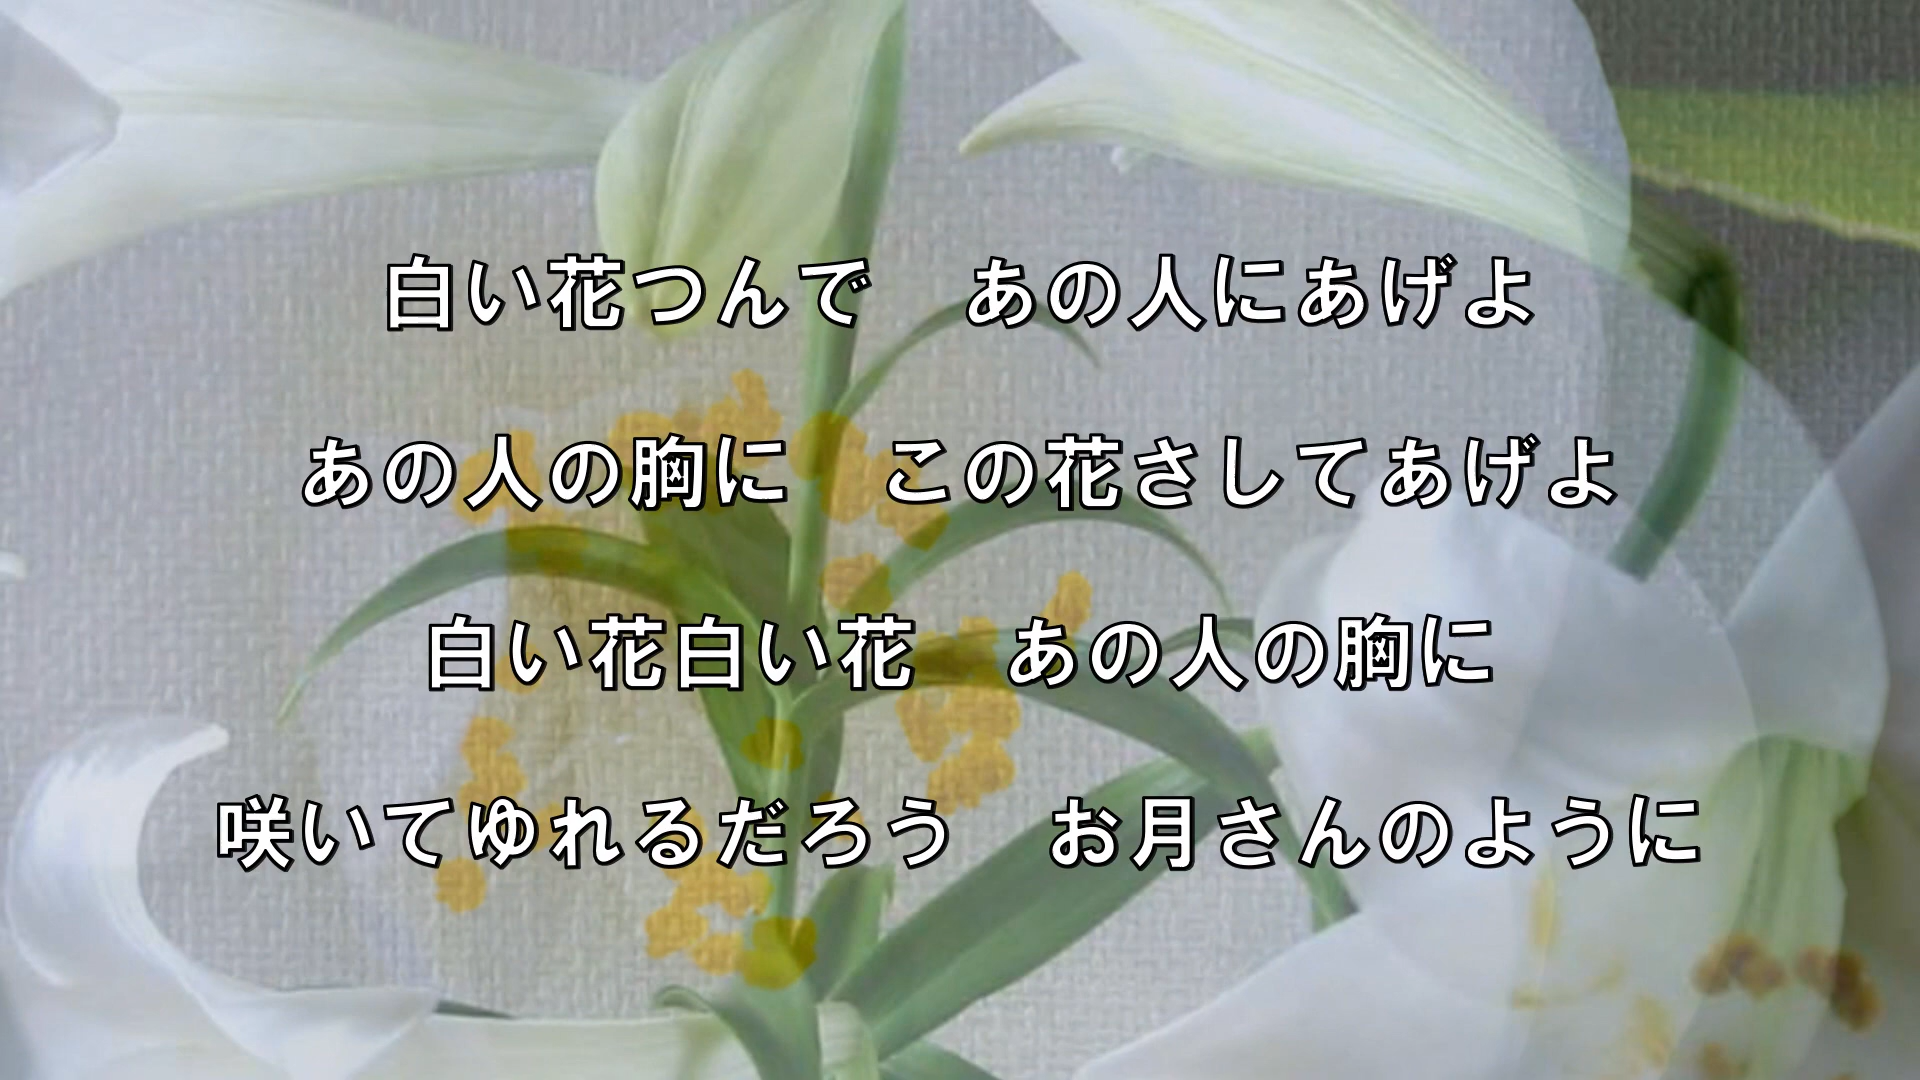 白い花つんで　あの人にあげよ
あの人の胸に　この花さしてあげよ
白い花白い花　あの人の胸に
咲いてゆれるだろう　お月さんのように